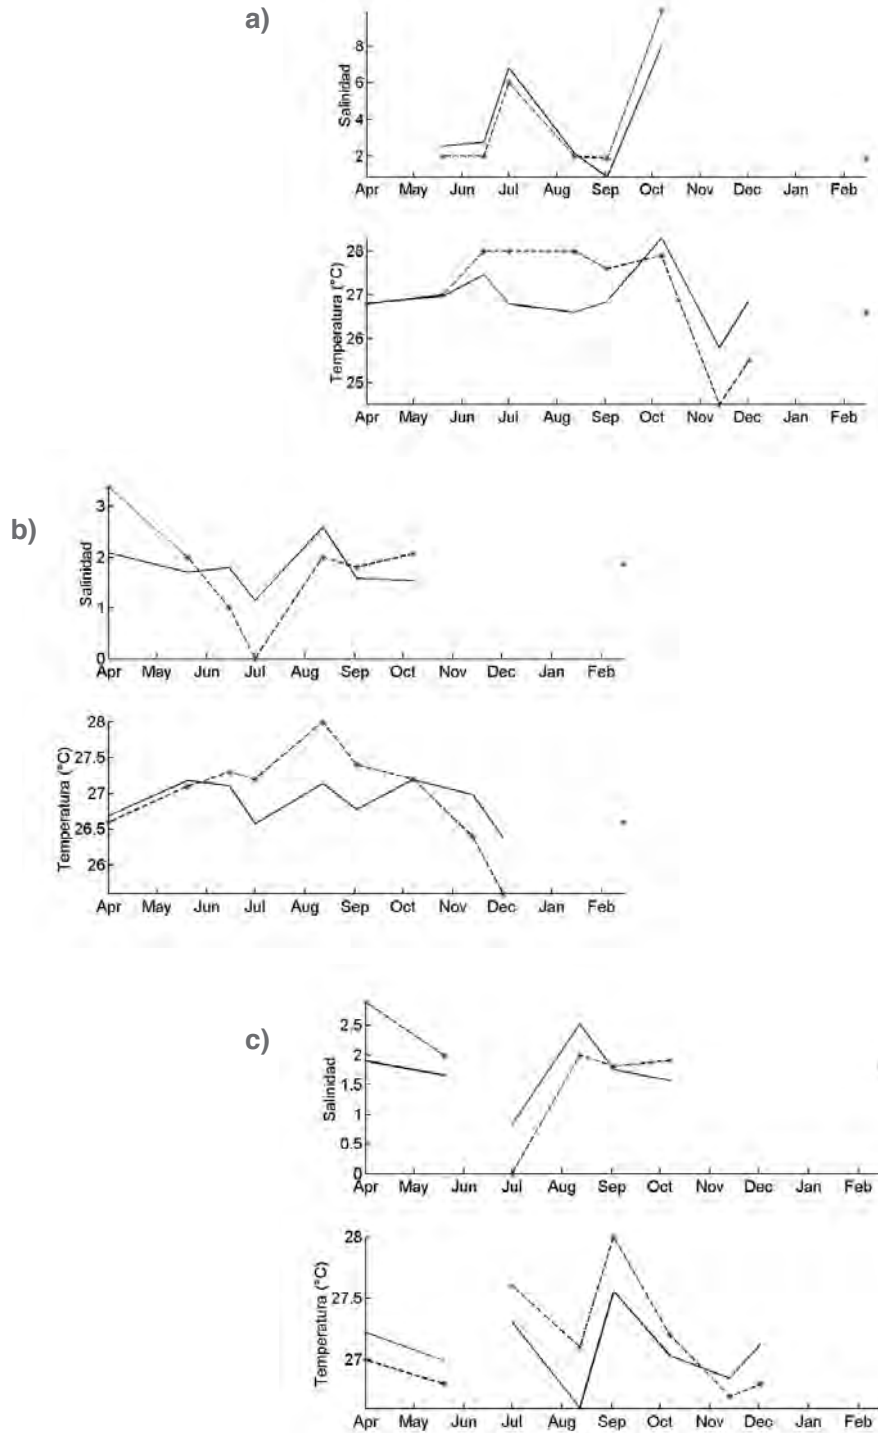 a)
Salinidad
8
6
4
2
Apr May Jun Jul Aug Sep Oct Nov Dec Jan Feb
Temperatura (°C)
28
27
26
25
Apr May Jun Jul Aug Sep Oct Nov Dec Jan Feb
b)
Salinidad
3
2
1
0
Apr May Jun Jul Aug Sep Oct Nov Dec Jan Feb
Temperatura (°C)
28
27.5
27
26.5
26
Apr May Jun Jul Aug Sep Oct Nov Dec Jan Feb
c)
Salinidad
2.5
2
1.5
1
0.5
0
Apr May Jun Jul Aug Sep Oct Nov Dec Jan Feb
Temperatura (°C)
28
27.5
27
Apr May Jun Jul Aug Sep Oct Nov Dec Jan Feb